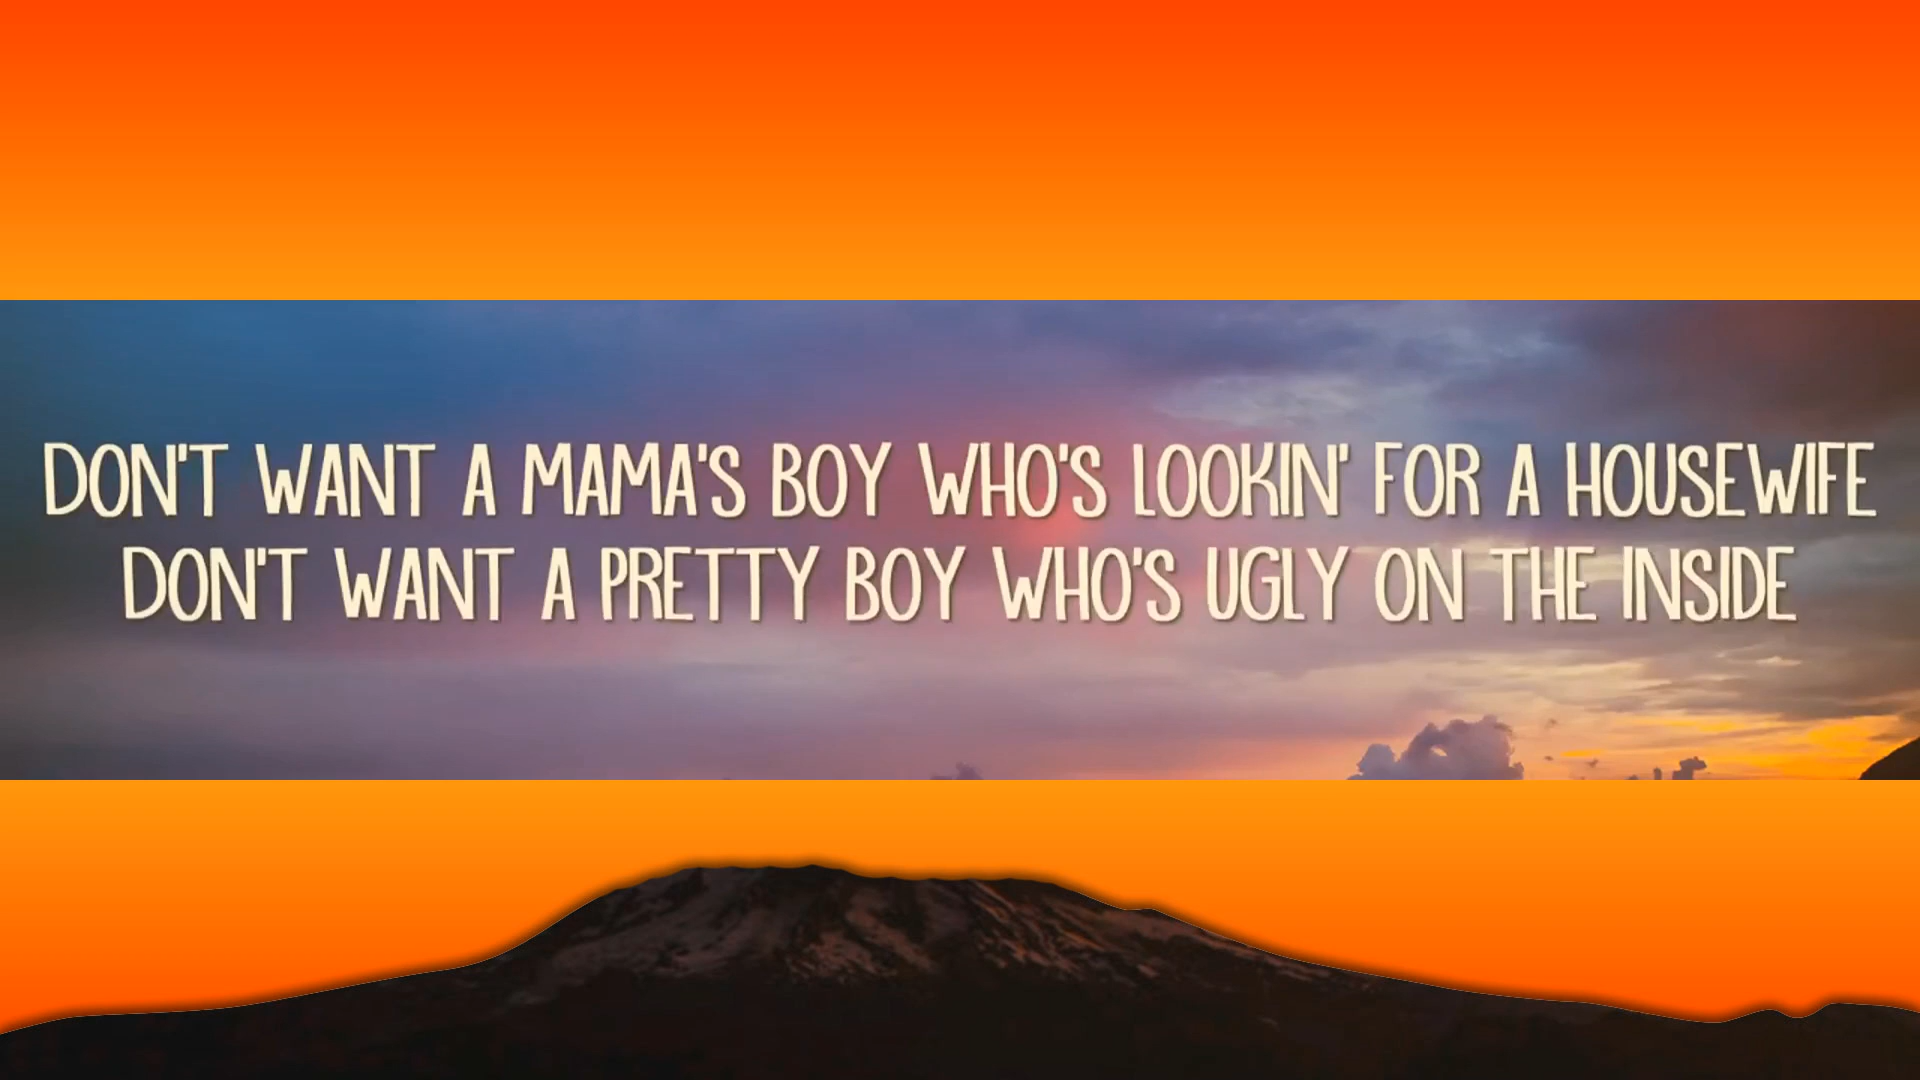 DON'T WANT A MAMA'S BOY WHO'S LOOKIN' FOR A HOUSEWIFE
DON'T WANT A PRETTY BOY WHO'S UGLY ON THE INSIDE